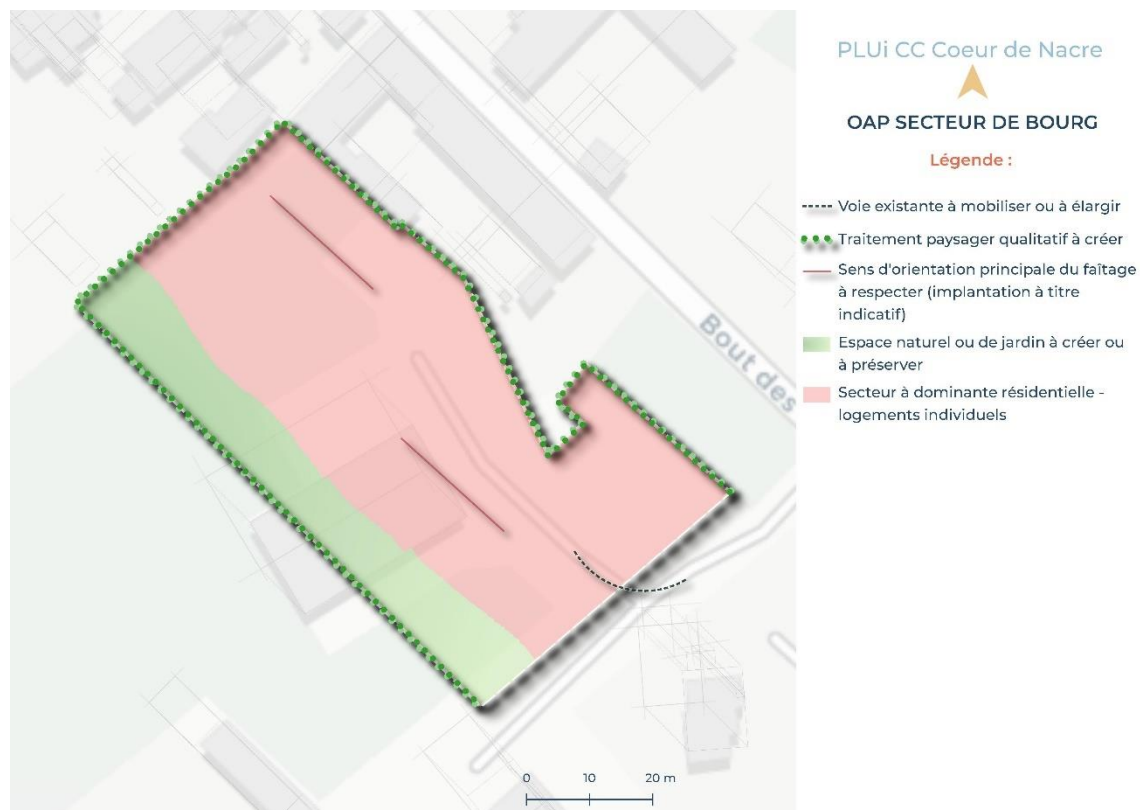 PLUi CC Coeur de Nacre
OAP SECTEUR DE BOURG
Légende :
Voie existante à mobiliser ou à élargir
Traitement paysager qualitatif à créer
Sens d'orientation principale du faîtage
à respecter (implantation à titre
indicatif)
Espace naturel ou de jardin à créer ou
à préserver
Secteur à dominante résidentielle -
logements individuels
Bout des
0 10 20 m